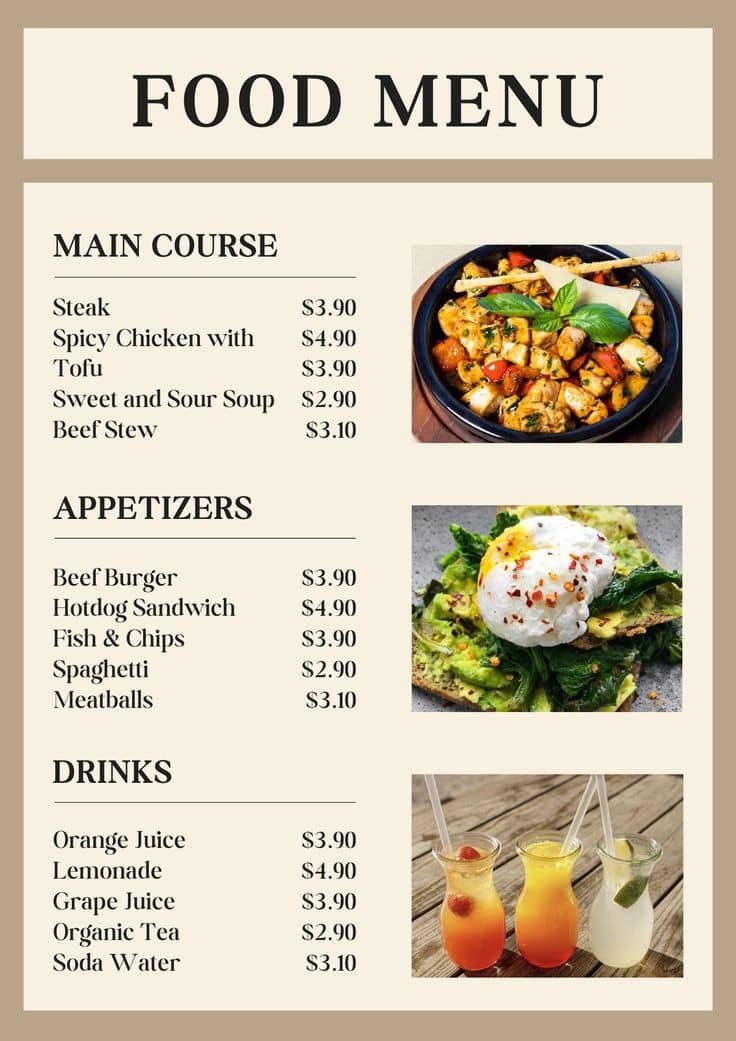 FOOD MENU
MAIN COURSE
Steak $3.90
Spicy Chicken with $4.90
Tofu $3.90
Sweet and Sour Soup $2.90
Beef Stew $3.10
APPETIZERS
Beef Burger $3.90
Hotdog Sandwich $4.90
Fish & Chips $3.90
Spaghetti $2.90
Meatballs $3.10
DRINKS
Orange Juice $3.90
Lemonade $4.90
Grape Juice $3.90
Organic Tea $2.90
Soda Water $3.10